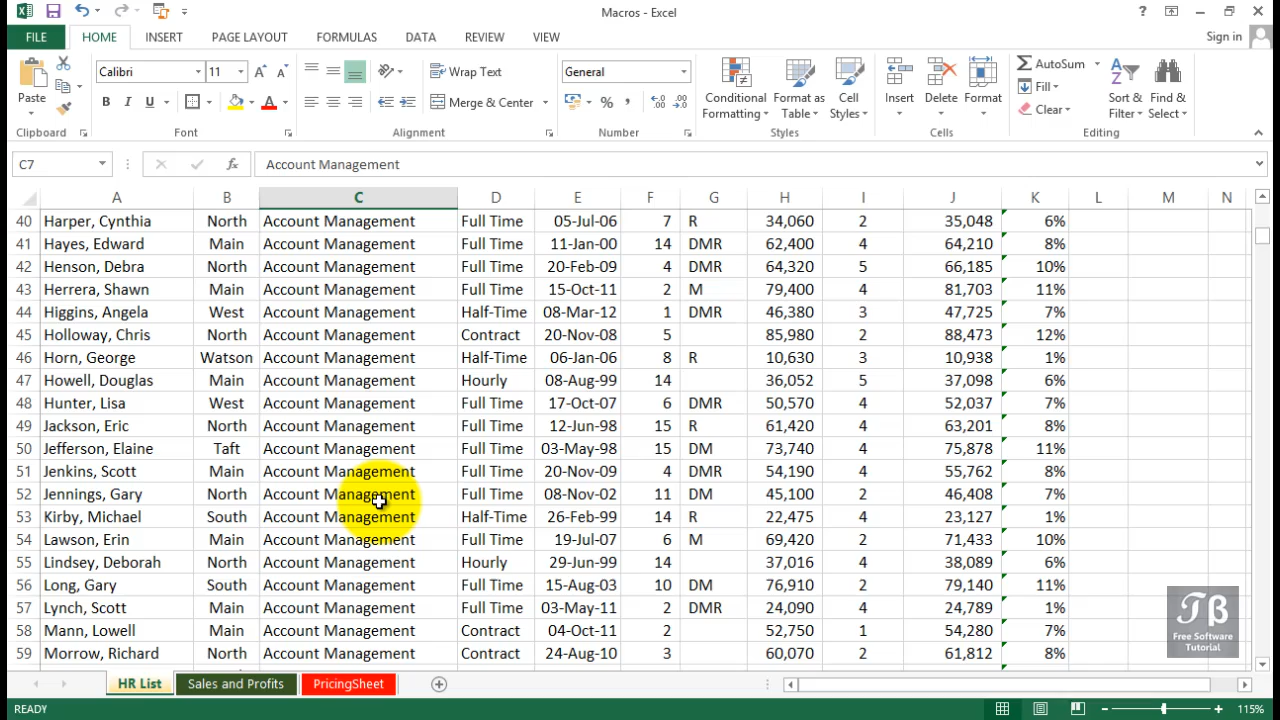 Macros - Excel
?
FILE HOME INSERT PAGE LAYOUT FORMULAS DATA REVIEW VIEW Sign in
Paste
Clipboard
Calibri 11
A A
B I U
A
Font
Wrap Text
Merge & Center
Alignment
General
% ,
Number
Conditional Formatting
Format as Table
Cell Styles
Styles
Insert Delete Format
Cells
AutoSum
Fill
Clear
Sort & Filter
Find & Select
Editing
C7 fx Account Management
A B C D E F G H I J K L M N
40 Harper, Cynthia North Account Management Full Time 05-Jul-06 7 R 34,060 2 35,048 6%
41 Hayes, Edward Main Account Management Full Time 11-Jan-00 14 DMR 62,400 4 64,210 8%
42 Henson, Debra North Account Management Full Time 20-Feb-09 4 DMR 64,320 5 66,185 10%
43 Herrera, Shawn Main Account Management Full Time 15-Oct-11 2 M 79,400 4 81,703 11%
44 Higgins, Angela West Account Management Half-Time 08-Mar-12 1 DMR 46,380 3 47,725 7%
45 Holloway, Chris North Account Management Contract 20-Nov-08 5 85,980 2 88,473 12%
46 Horn, George Watson Account Management Half-Time 06-Jan-06 8 R 10,630 3 10,938 1%
47 Howell, Douglas Main Account Management Hourly 08-Aug-99 14 36,052 5 37,098 6%
48 Hunter, Lisa West Account Management Full Time 17-Oct-07 6 DMR 50,570 4 52,037 7%
49 Jackson, Eric North Account Management Full Time 12-Jun-98 15 R 61,420 4 63,201 8%
50 Jefferson, Elaine Taft Account Management Full Time 03-May-98 15 DM 73,740 4 75,878 11%
51 Jenkins, Scott Main Account Management Full Time 20-Nov-09 4 DMR 54,190 4 55,762 8%
52 Jennings, Gary North Account Management Full Time 08-Nov-02 11 DM 45,100 2 46,408 7%
53 Kirby, Michael South Account Management Half-Time 26-Feb-99 14 R 22,475 4 23,127 1%
54 Lawson, Erin Main Account Management Full Time 19-Jul-07 6 M 69,420 2 71,433 10%
55 Lindsey, Deborah North Account Management Hourly 29-Jun-99 14 37,016 4 38,089 6%
56 Long, Gary South Account Management Full Time 15-Aug-03 10 DM 76,910 4 79,140 11%
57 Lynch, Scott Main Account Management Full Time 03-May-11 2 DMR 24,090 4 24,789 1%
58 Mann, Lowell Main Account Management Contract 04-Oct-11 2 52,750 1 54,280 7%
59 Morrow, Richard North Account Management Contract 24-Aug-10 3 60,070 2 61,812 8%
Tβ
Free Software
Tutorial
HR List Sales and Profits PricingSheet
READY 115%